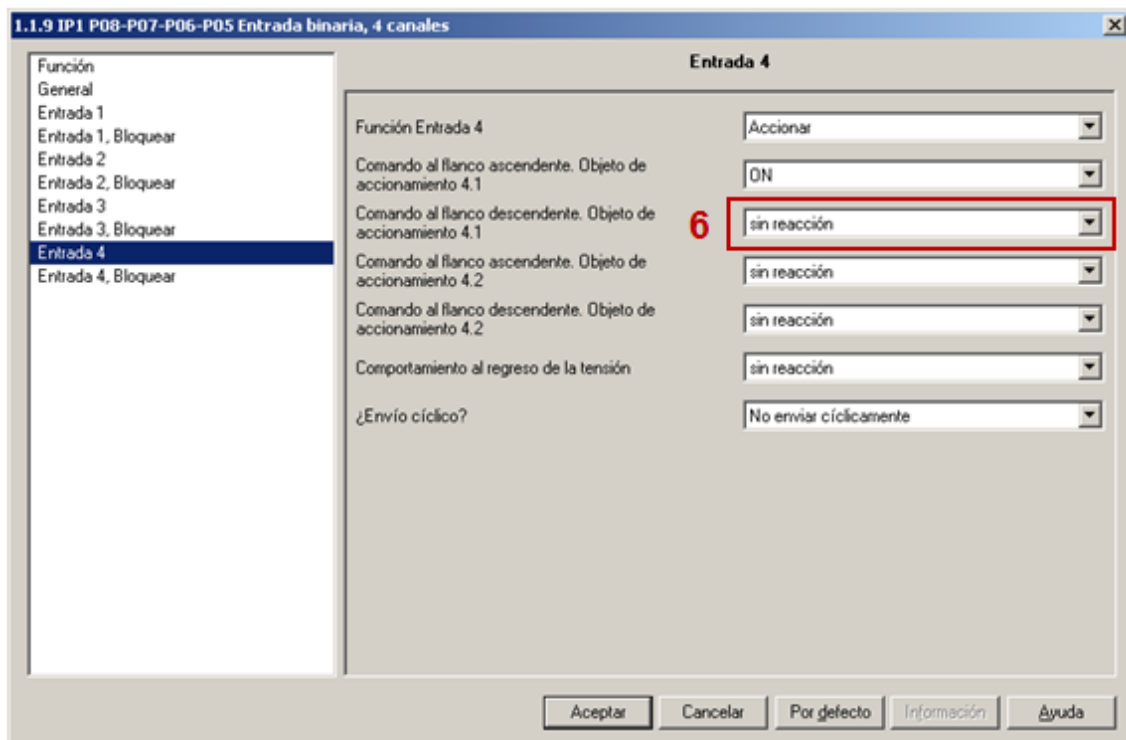 1.1.9 IP1 P08-P07-P06-P05 Entrada binaria, 4 canales
Función
General
Entrada 1
Entrada 1, Bloquear
Entrada 2
Entrada 2, Bloquear
Entrada 3
Entrada 3, Bloquear
Entrada 4
Entrada 4, Bloquear
Entrada 4
Función Entrada 4
Accionar
Comando al flanco ascendente. Objeto de
accionamiento 4.1
ON
Comando al flanco descendente. Objeto de
accionamiento 4.1
6
sin reacción
Comando al flanco ascendente. Objeto de
accionamiento 4.2
sin reacción
Comando al flanco descendente. Objeto de
accionamiento 4.2
sin reacción
Comportamiento al regreso de la tensión
sin reacción
¿Envío cíclico?
No enviar cíclicamente
Aceptar
Cancelar
Por defecto
Información
Ayuda